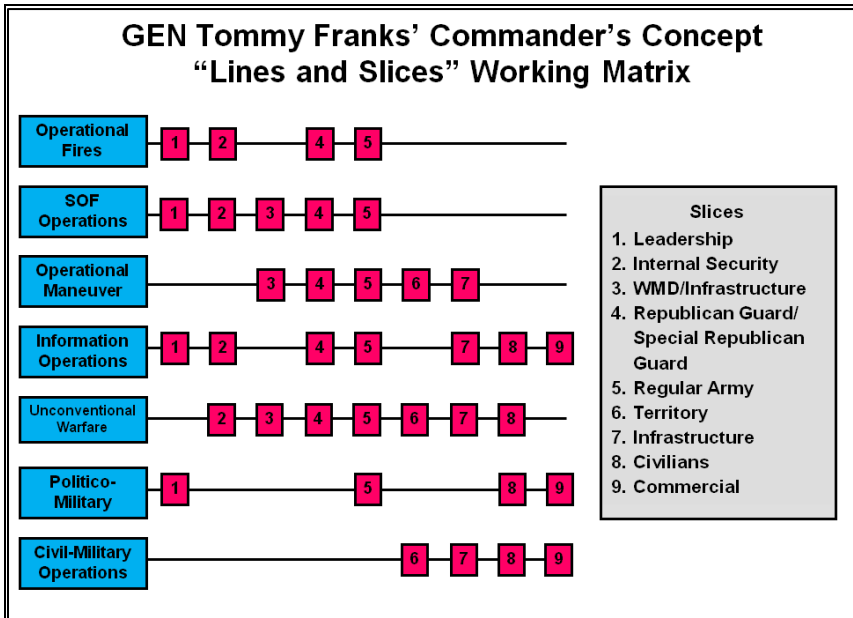 GEN Tommy Franks' Commander's Concept
"Lines and Slices" Working Matrix
Operational
Fires
1 2 4 5
SOF
Operations
1 2 3 4 5
Operational
Maneuver
3 4 5 6 7
Information
Operations
1 2 4 5 7 8 9
Unconventional
Warfare
2 3 4 5 6 7 8
Politico-
Military
1 5 8 9
Civil-Military
Operations
6 7 8 9
Slices
1. Leadership
2. Internal Security
3. WMD/Infrastructure
4. Republican Guard/
Special Republican
Guard
5. Regular Army
6. Territory
7. Infrastructure
8. Civilians
9. Commercial